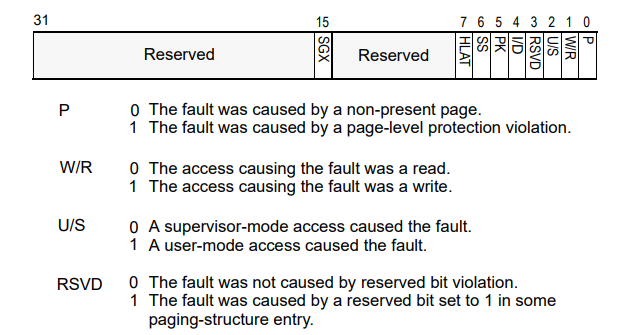 31 15 7 6 5 4 3 2 1 0
Reserved SGX Reserved HLAT SS PK I/D RSVD U/S W/R P
P 0 The fault was caused by a non-present page.
1 The fault was caused by a page-level protection violation.
W/R 0 The access causing the fault was a read.
1 The access causing the fault was a write.
U/S 0 A supervisor-mode access caused the fault.
1 A user-mode access caused the fault.
RSVD 0 The fault was not caused by reserved bit violation.
1 The fault was caused by a reserved bit set to 1 in some
paging-structure entry.